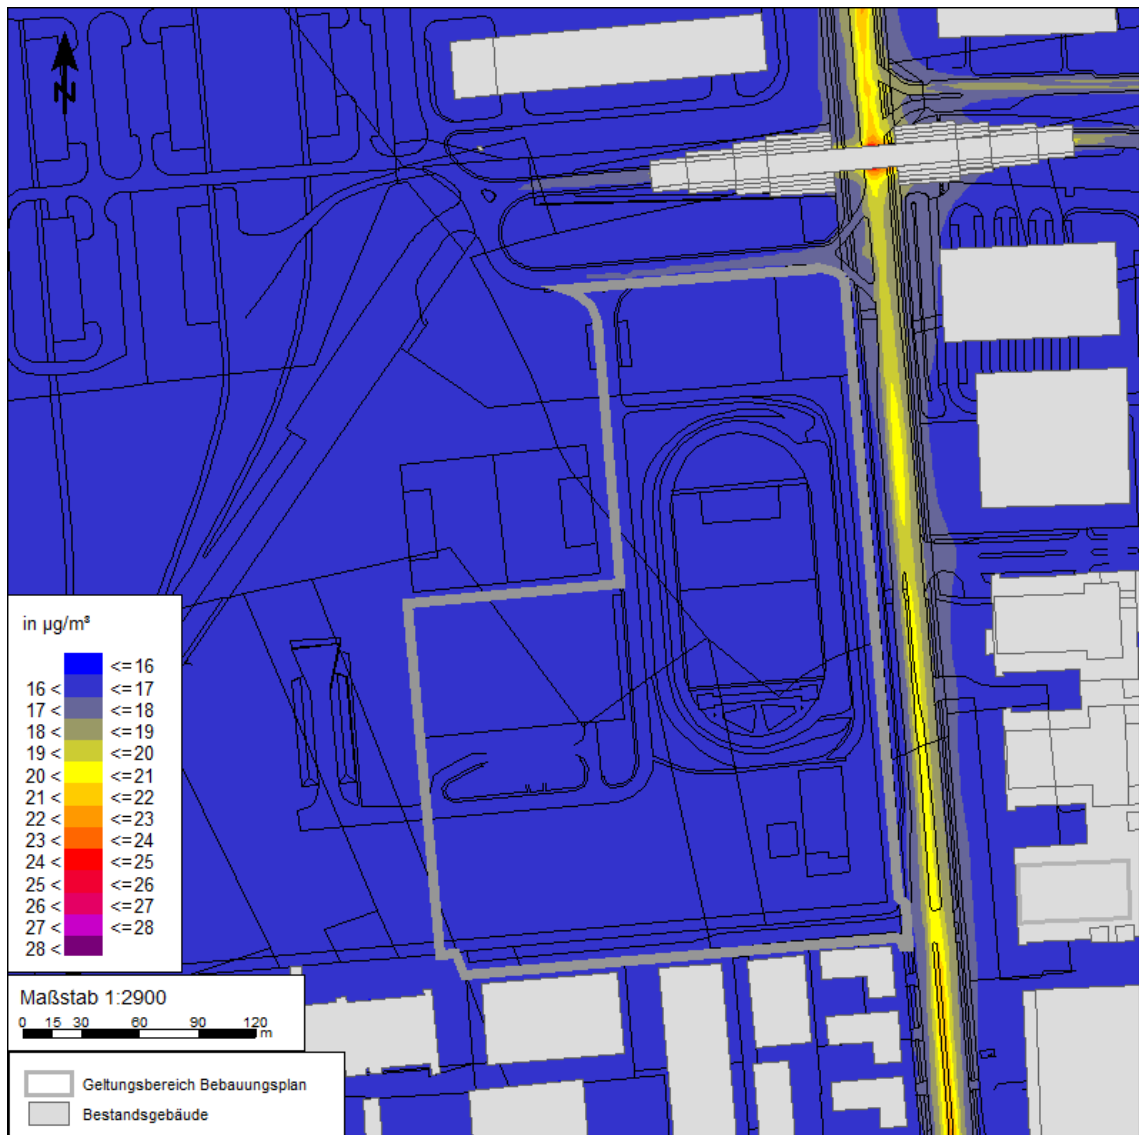 N
in µg/m³
<=16
16 < <=17
17 < <=18
18 < <=19
19 < <=20
20 < <=21
21 < <=22
22 < <=23
23 < <=24
24 < <=25
25 < <=26
26 < <=27
27 < <=28
28 <
Maßstab 1:2900
0 15 30 60 90 120
m
Geltungsbereich Bebauungsplan
Bestandsgebäude